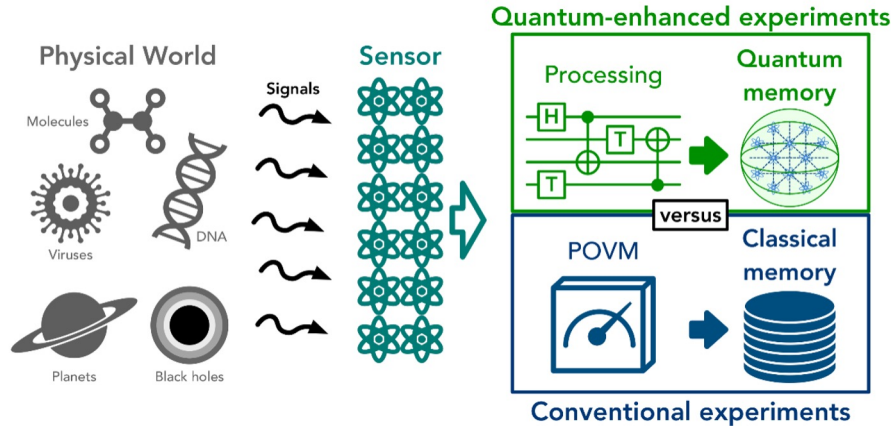 Quantum-enhanced experiments
Physical World
Sensor
Signals
Molecules
Viruses
DNA
Planets
Black holes
Processing
Quantum
memory
H
T
T
versus
POVM
Classical
memory
Conventional experiments